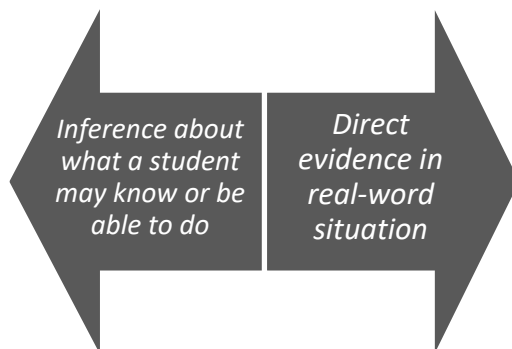 Inference about
what a student
may know or be
able to do
Direct
evidence in
real-word
situation